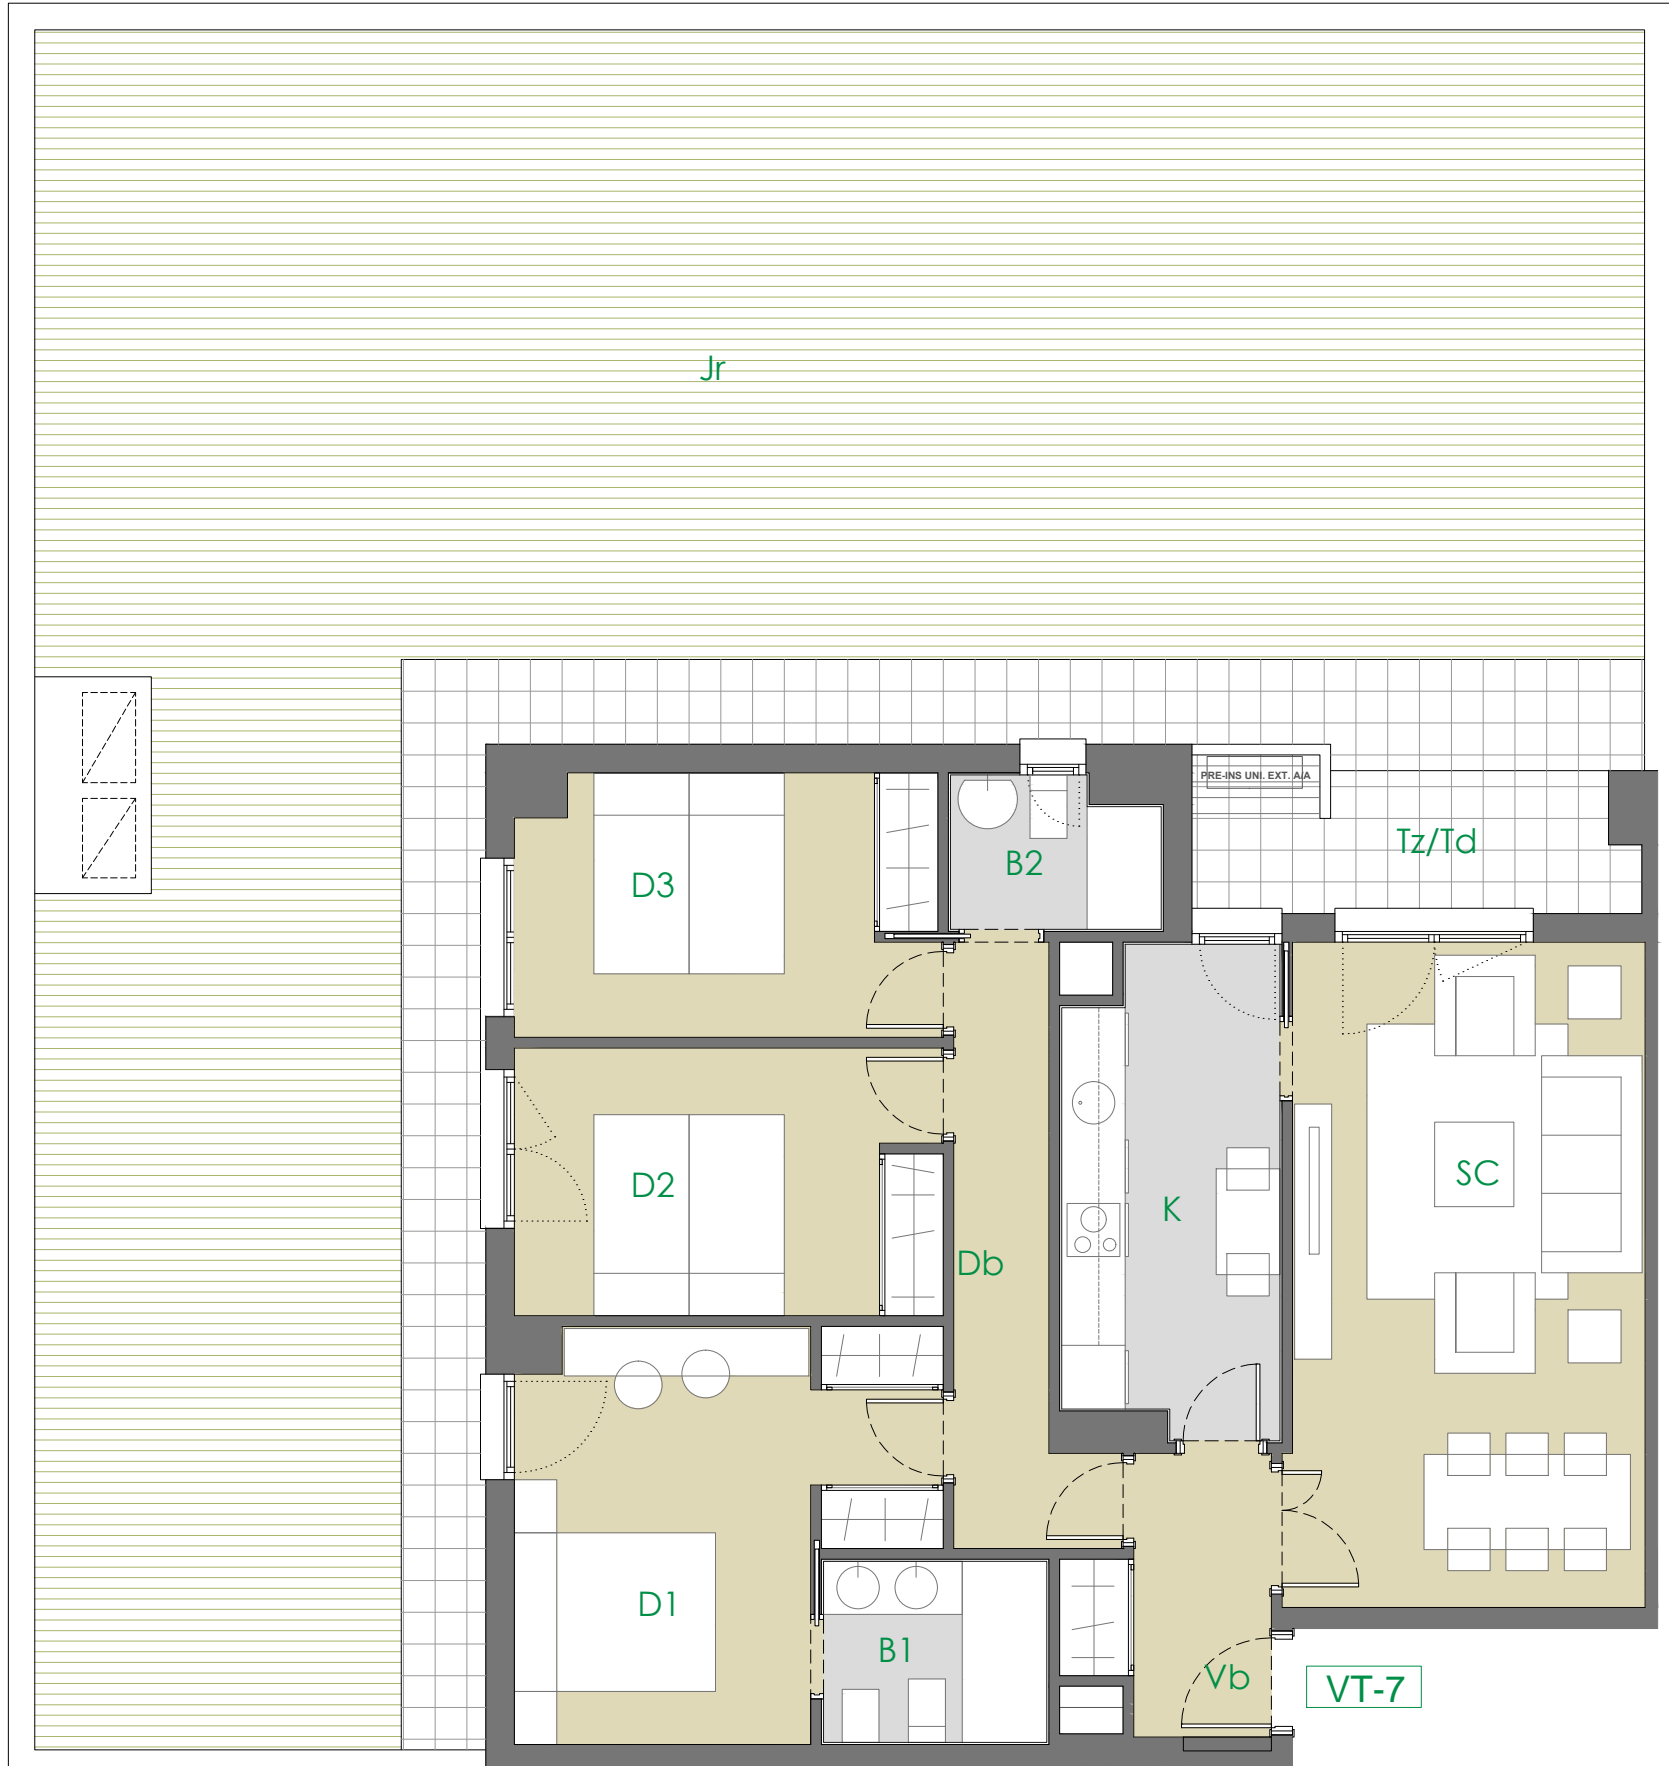 Jr
PRE-INS UNI. EXT. A/A
Tz/Td
B2
D3
D2
SC
K
Db
D1
B1
Vb
VT-7